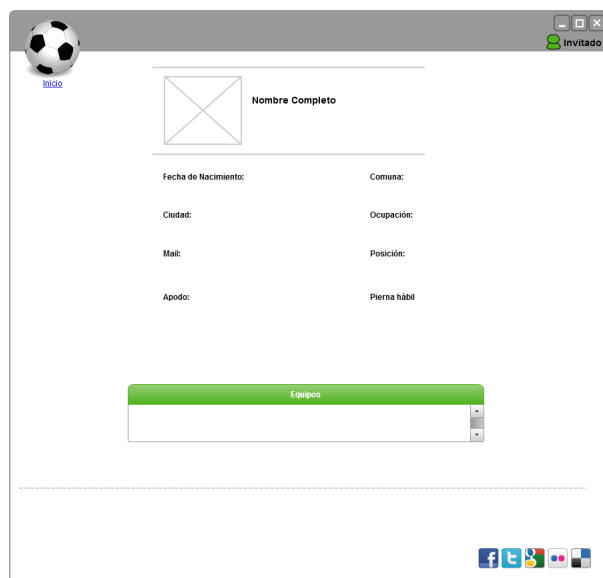 Invitado
Inicio
Nombre Completo
Fecha de Nacimiento:
Comuna:
Ciudad:
Ocupación:
Mail:
Posición:
Apodo:
Pierna hábil
Equipos